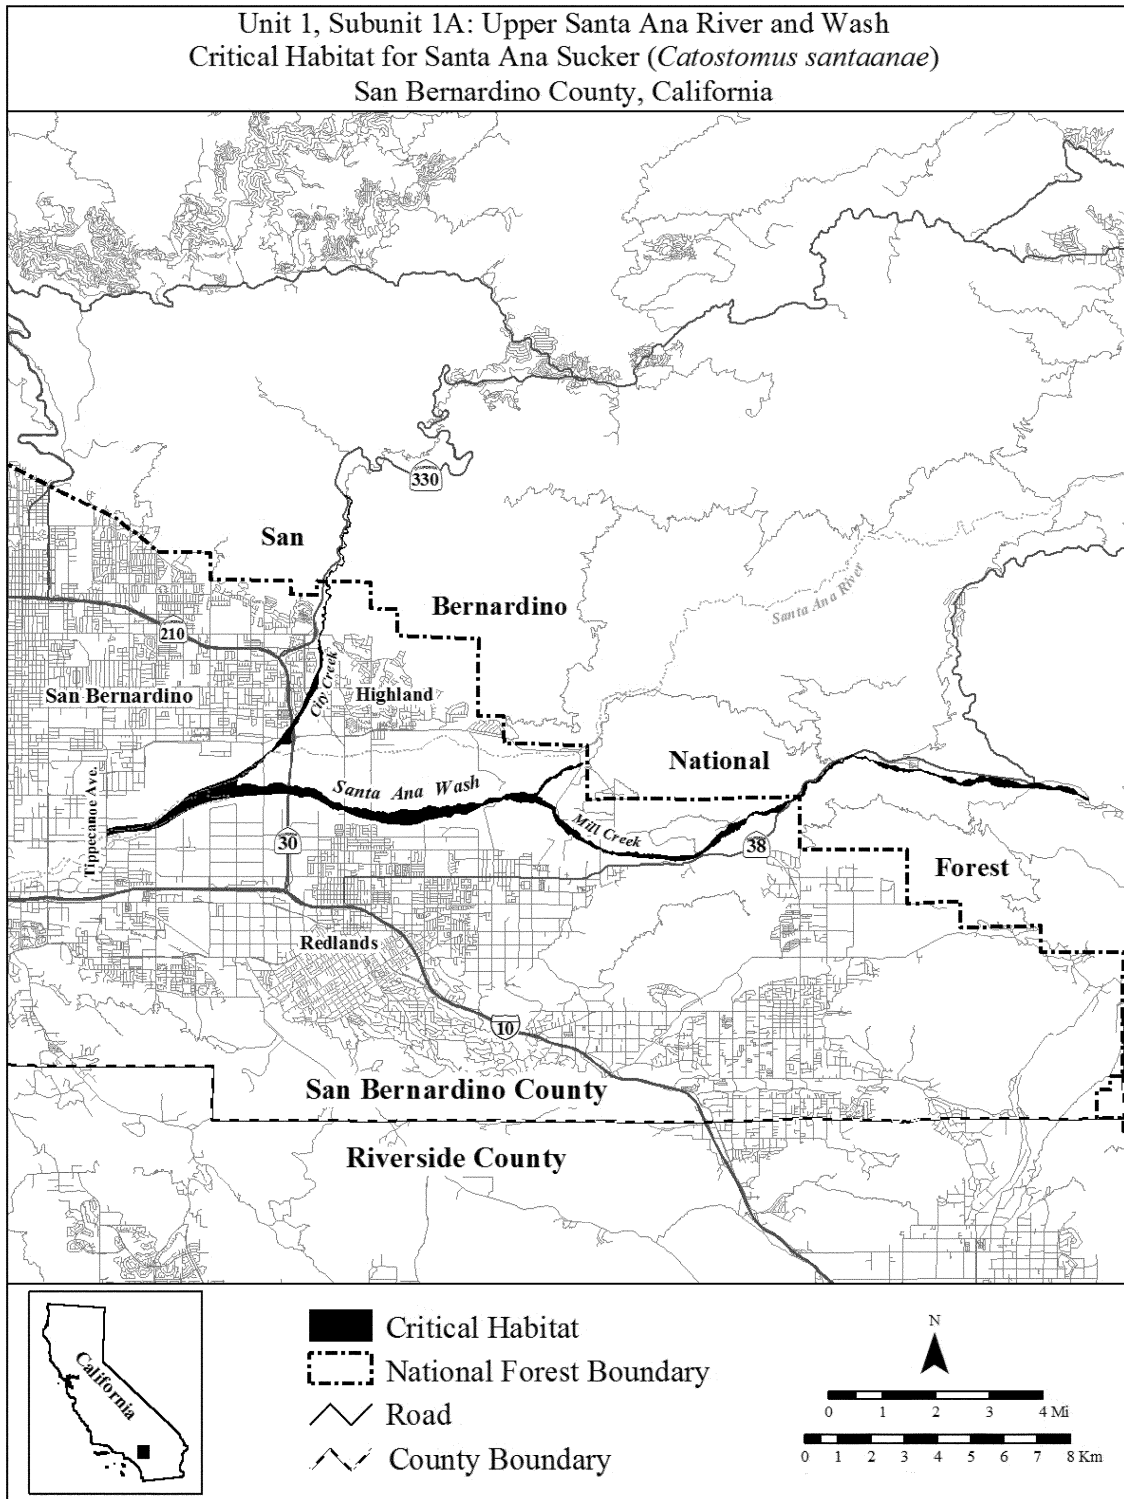 Unit 1, Subunit 1A: Upper Santa Ana River and Wash
Critical Habitat for Santa Ana Sucker (Catostomus santaanae)
San Bernardino County, California
330
San
Bernardino
Santa Ana River
210
City Creek
San Bernardino
Highland
National
Tippecanoe Ave.
Santa Ana Wash
Mill Creek
30
38
Forest
Redlands
10
San Bernardino County
Riverside County
California
Critical Habitat
National Forest Boundary
Road
County Boundary
N
0 1 2 3 4 Mi
0 1 2 3 4 5 6 7 8 Km